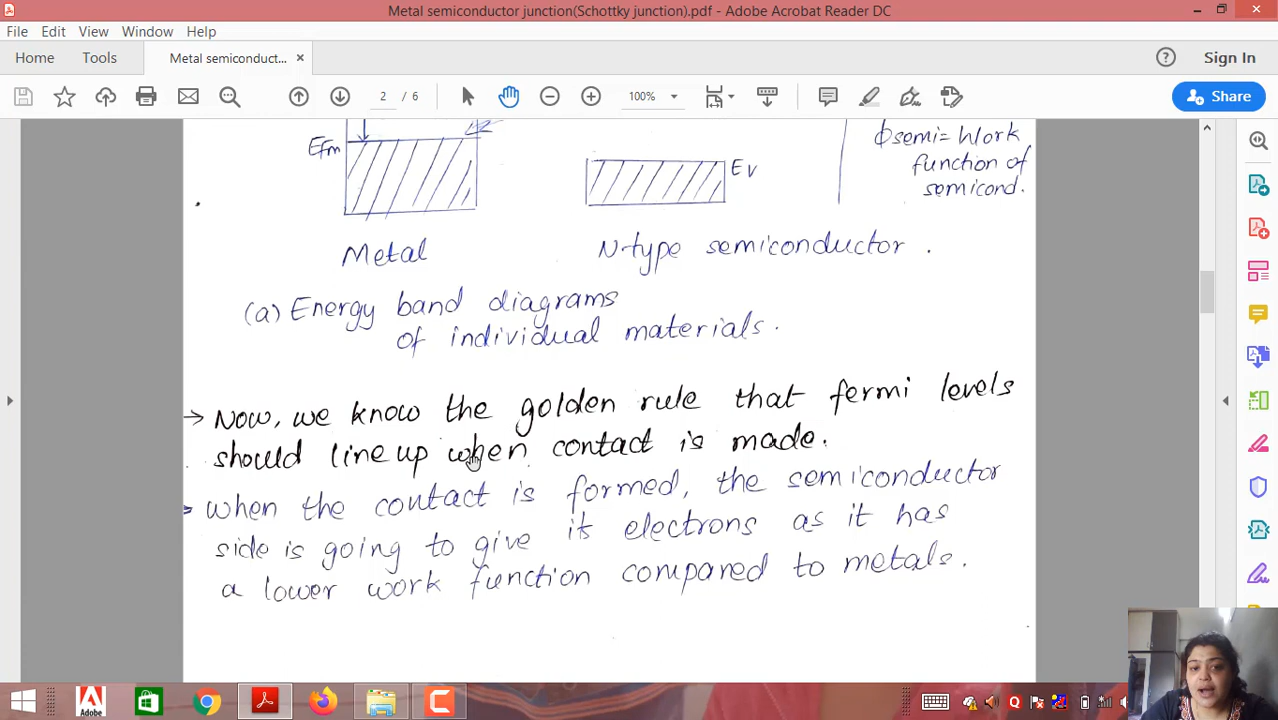 Metal semiconductor junction(Schottky junction).pdf - Adobe Acrobat Reader DC
File Edit View Window Help
Home Tools Metal semiconduct... × Sign In
2 / 6 100% Share
EFm
Ev
ϕsemi = Work
function of
semicond.
Metal
N-type semiconductor .
(a) Energy band diagrams
of individual materials.
→ Now, we know the golden rule that fermi levels
should line up when contact is made.
when the contact is formed, the semiconductor
side is going to give its electrons as it has
a lower work function compared to metals.
Adobe